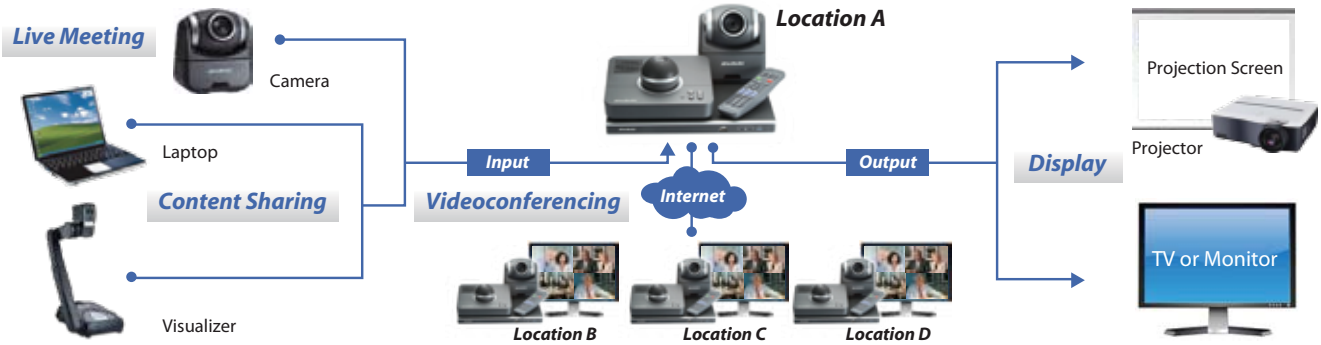 Live Meeting
Camera
Laptop
Content Sharing
Visualizer
Location A
Input
Output
Videoconferencing
Internet
Location B
Location C
Location D
Display
Projection Screen
Projector
TV or Monitor